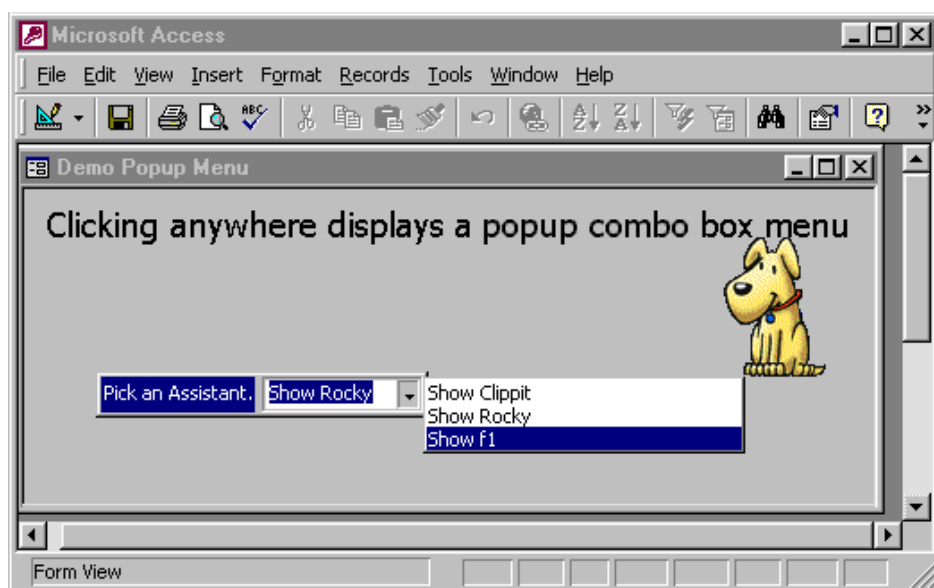 Microsoft Access
File Edit View Insert Format Records Tools Window Help
ABC A Z Z A
Demo Popup Menu
Clicking anywhere displays a popup combo box menu
Pick an Assistant. Show Rocky
Show Clippit
Show Rocky
Show f1
Form View